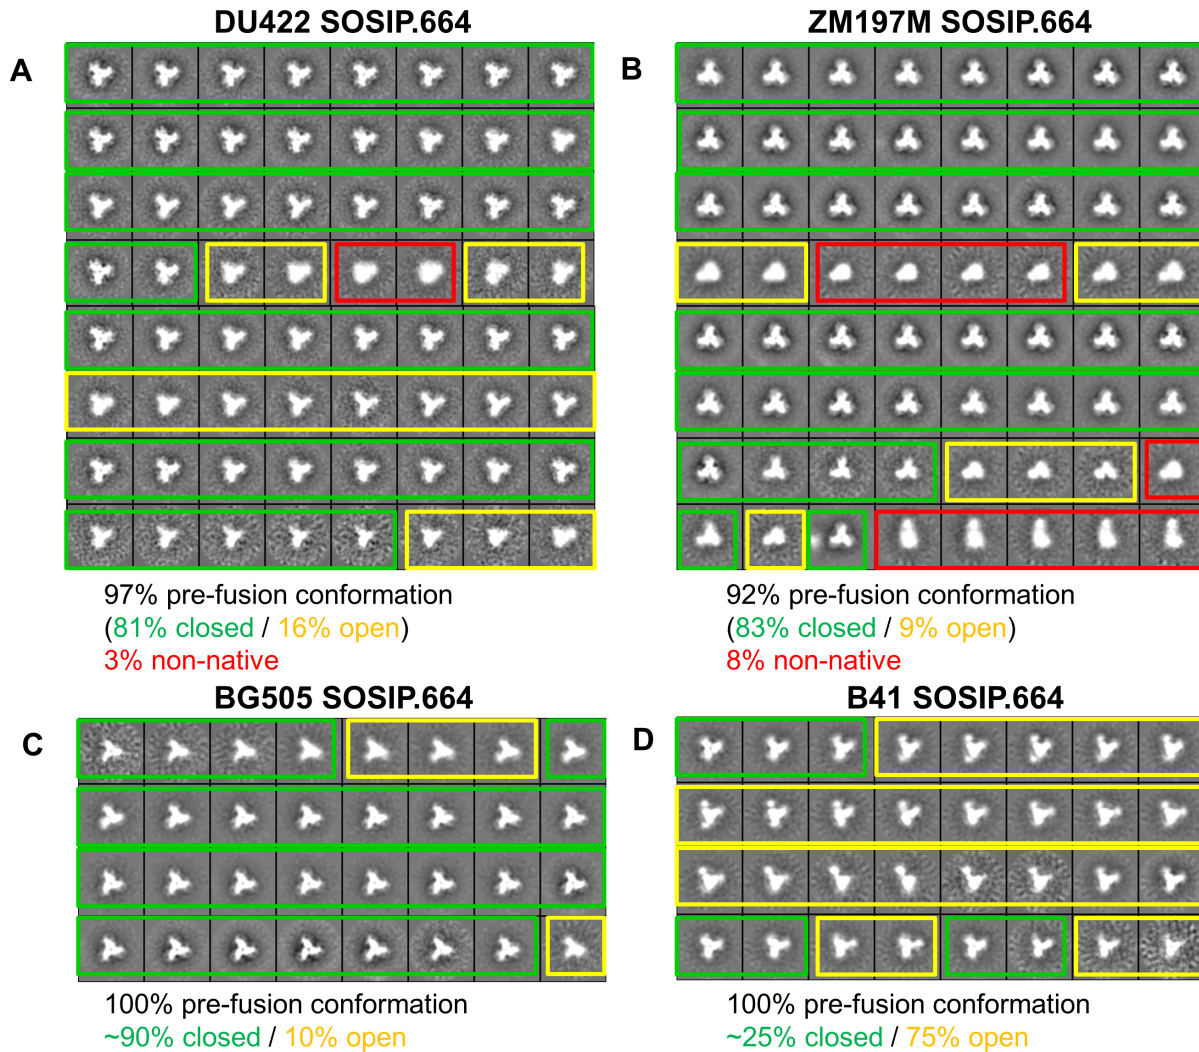 DU422 SOSIP.664
ZM197M SOSIP.664
A
B
97% pre-fusion conformation
(81% closed / 16% open)
3% non-native
92% pre-fusion conformation
(83% closed / 9% open)
8% non-native
BG505 SOSIP.664
B41 SOSIP.664
C
D
100% pre-fusion conformation
~90% closed / 10% open
100% pre-fusion conformation
~25% closed / 75% open